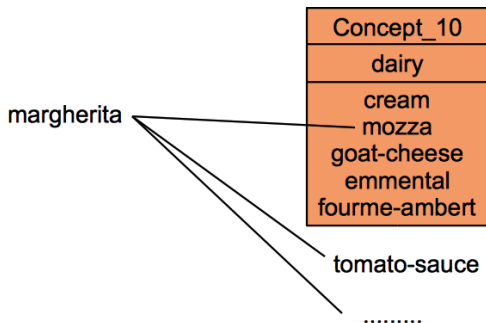 Concept_10
dairy
margherita
cream
mozza
goat-cheese
emmental
fourme-ambert
tomato-sauce
.........